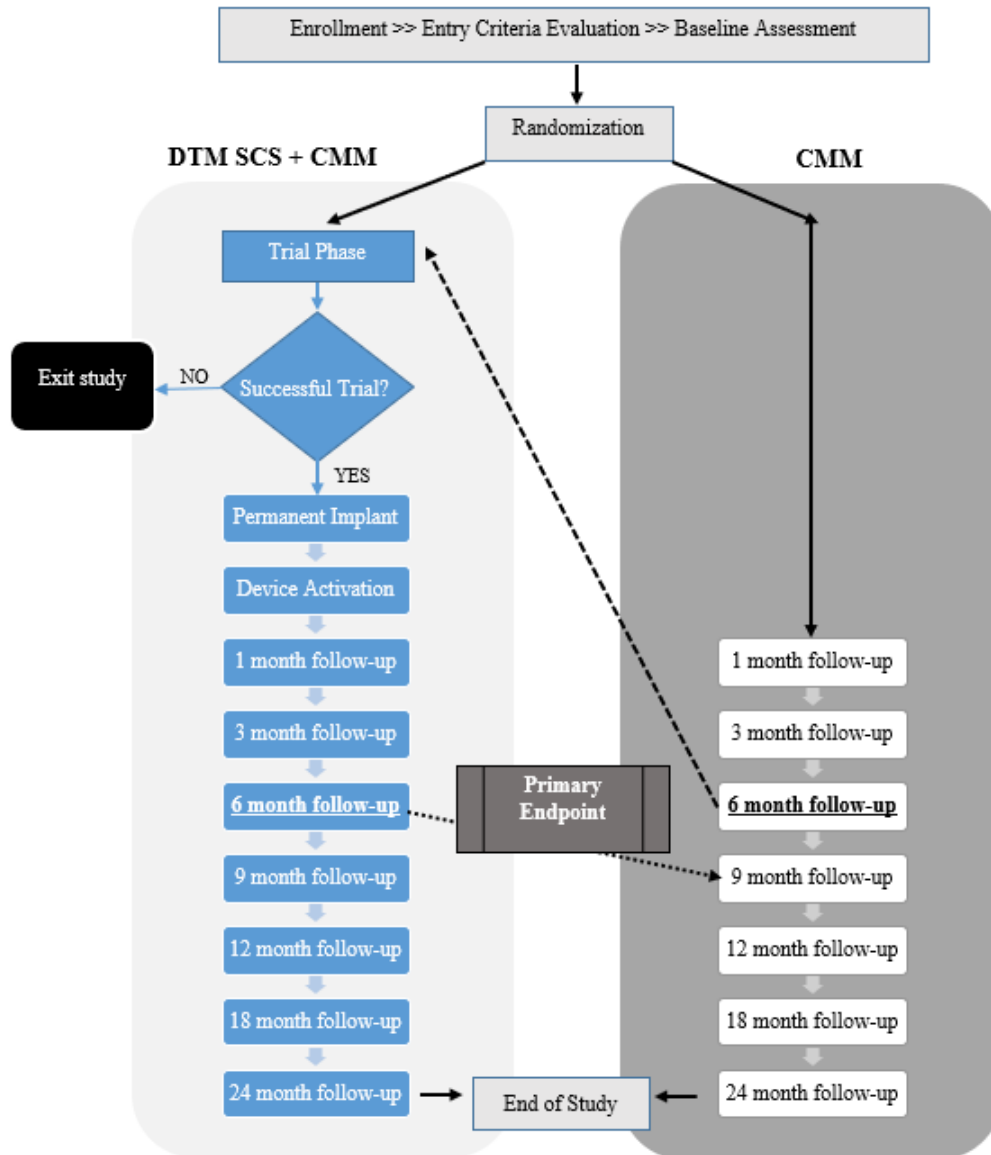 Enrollment >> Entry Criteria Evaluation >> Baseline Assessment
Randomization
DTM SCS + CMM
Trial Phase
Successful Trial?
NO
Exit study
YES
Permanent Implant
Device Activation
1 month follow-up
3 month follow-up
6 month follow-up
9 month follow-up
12 month follow-up
18 month follow-up
24 month follow-up
Primary
Endpoint
CMM
1 month follow-up
3 month follow-up
6 month follow-up
9 month follow-up
12 month follow-up
18 month follow-up
24 month follow-up
End of Study